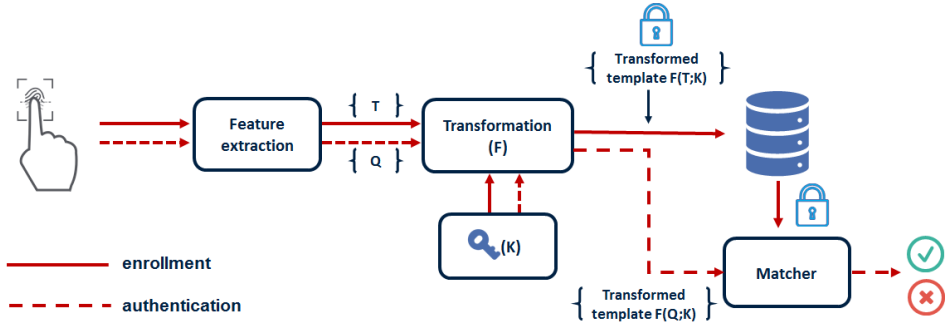 Transformed
template F(T;K)
T
Feature
extraction
Transformation
(F)
Q
(K)
enrollment
Matcher
authentication
Transformed
template F(Q;K)